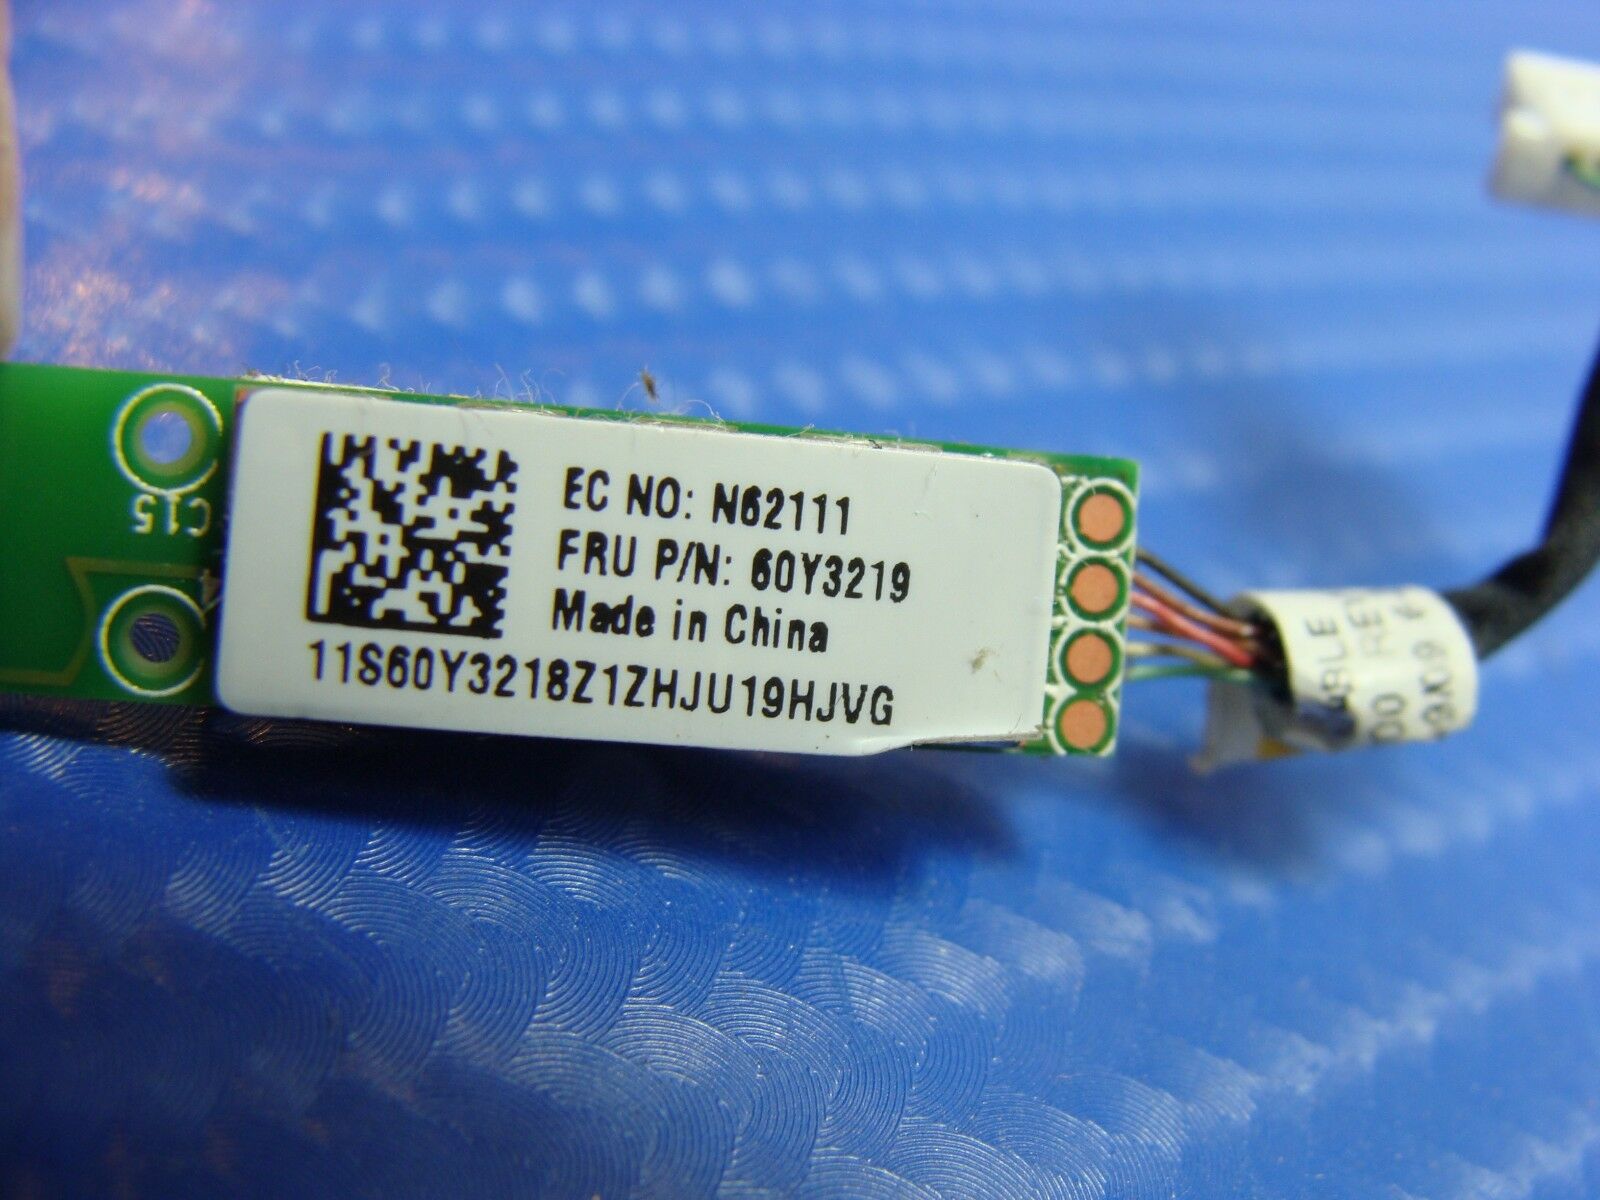 EC NO: N62111
FRU P/N: 60Y3219
Made in China
11S60Y3218Z1ZHJU19HJVG
C15